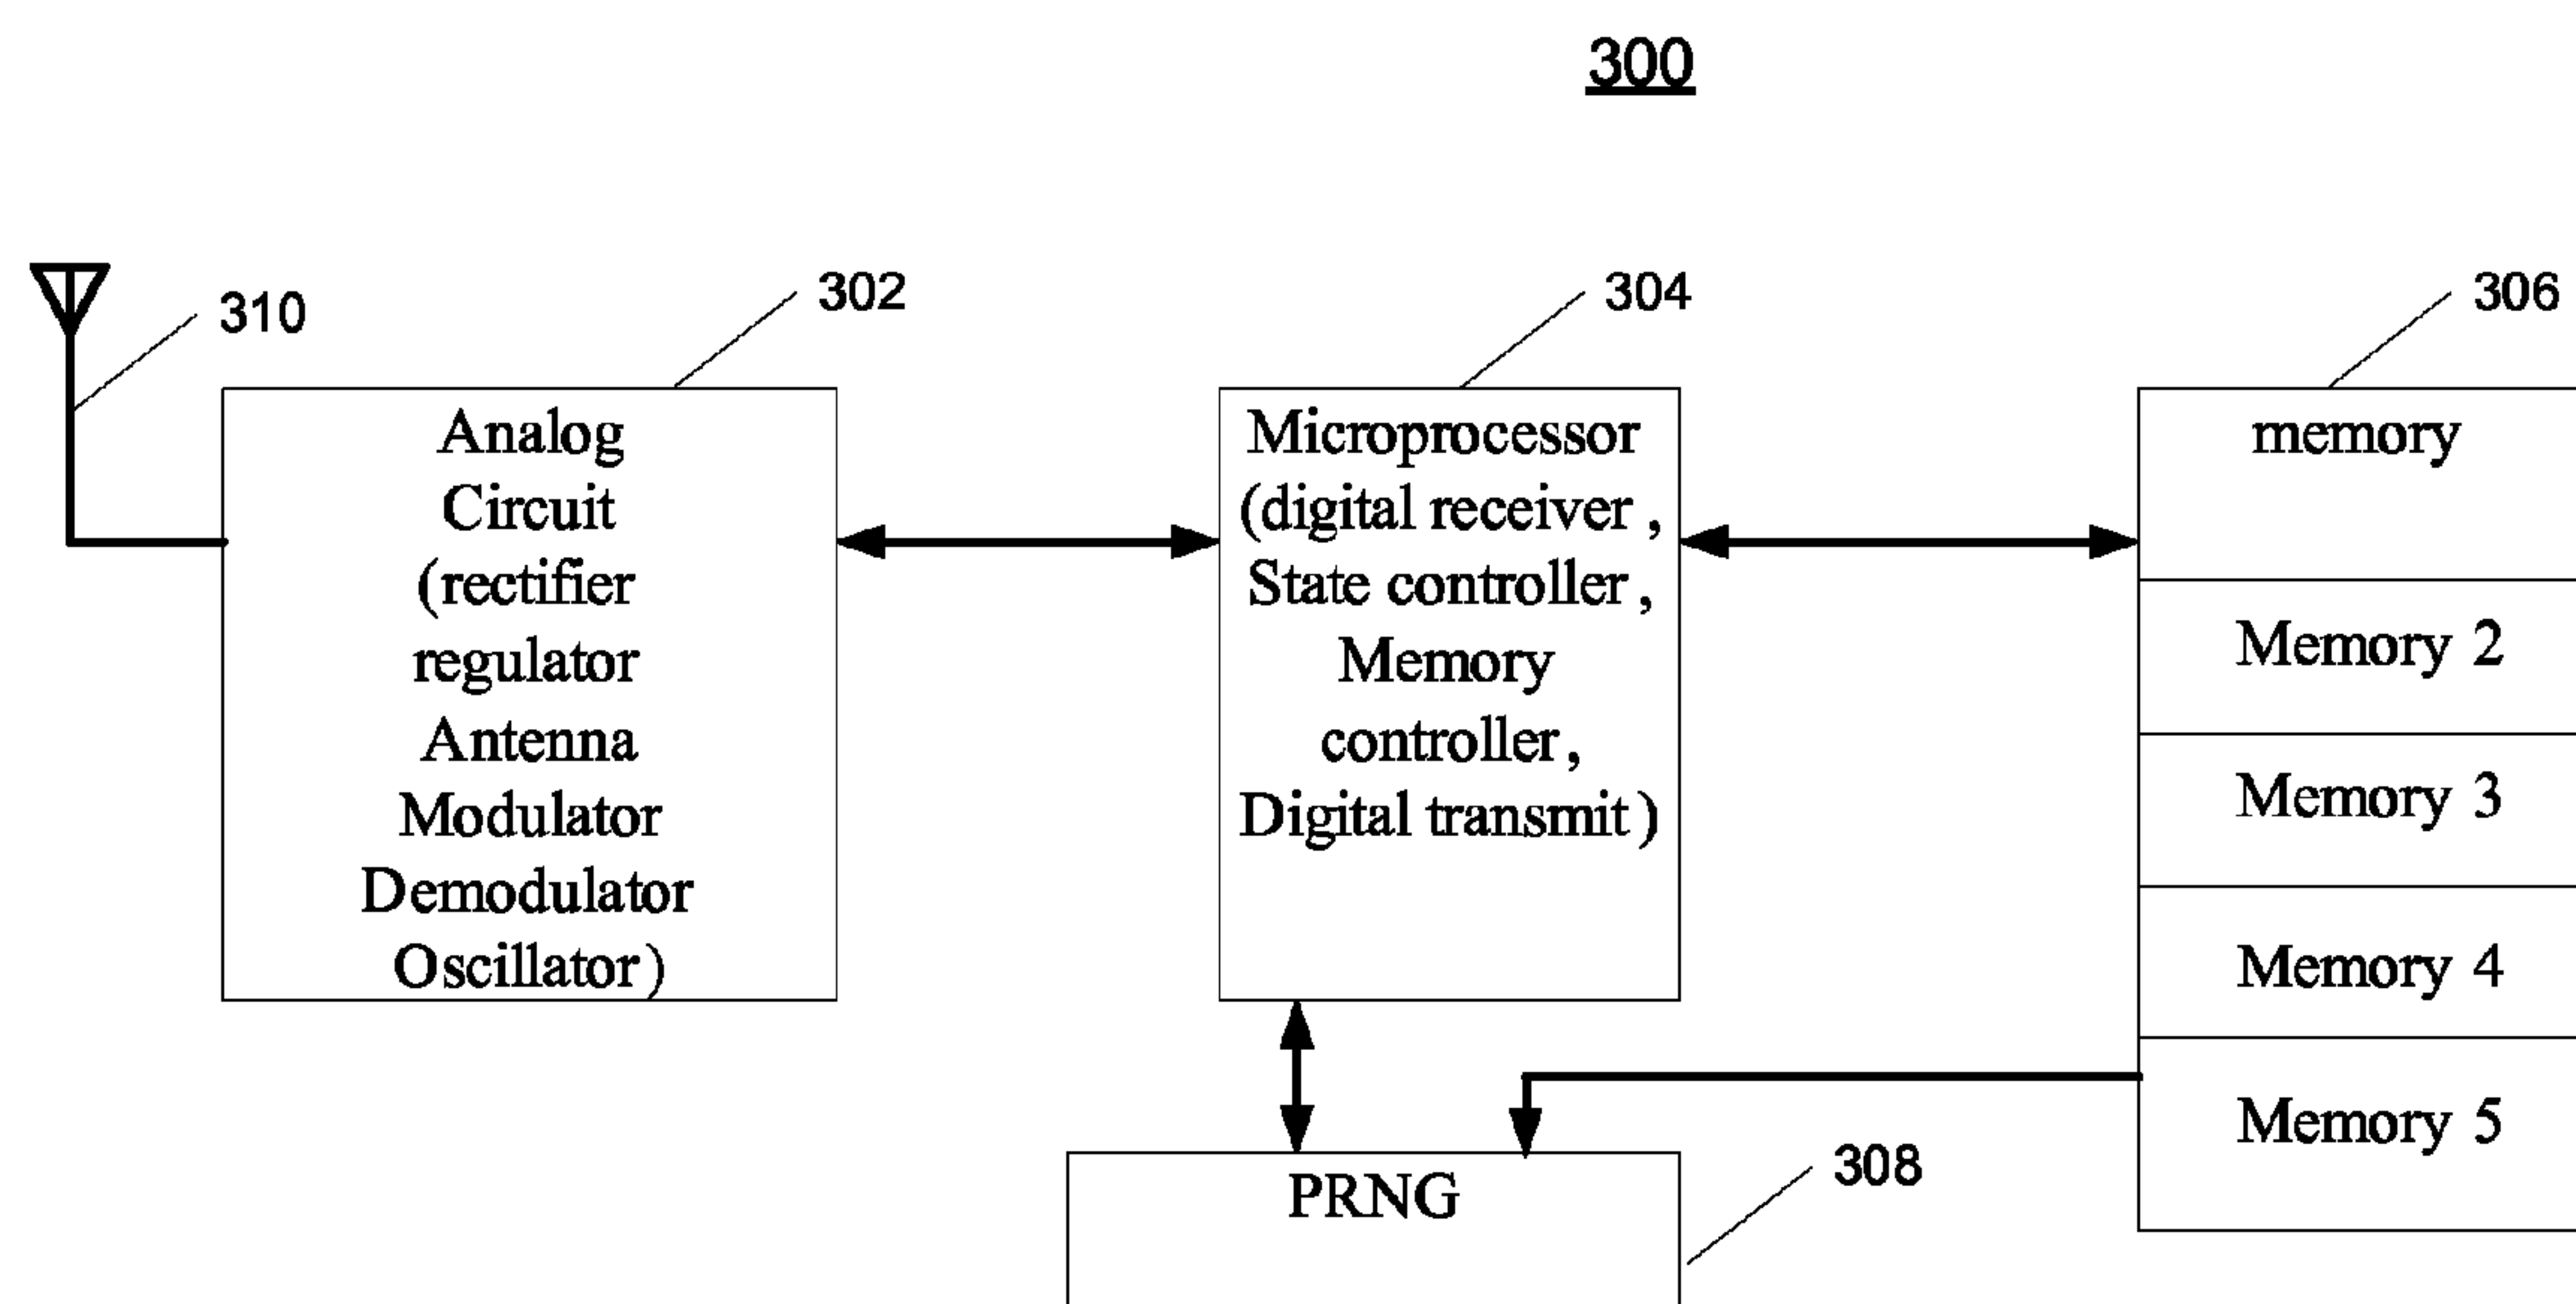 300
310
302
304
306
Analog
Circuit
(rectifier
regulator
Antenna
Modulator
Demodulator
Oscillator)
Microprocessor
(digital receiver ,
State controller ,
Memory
controller,
Digital transmit )
memory
Memory 2
Memory 3
Memory 4
Memory 5
PRNG
308